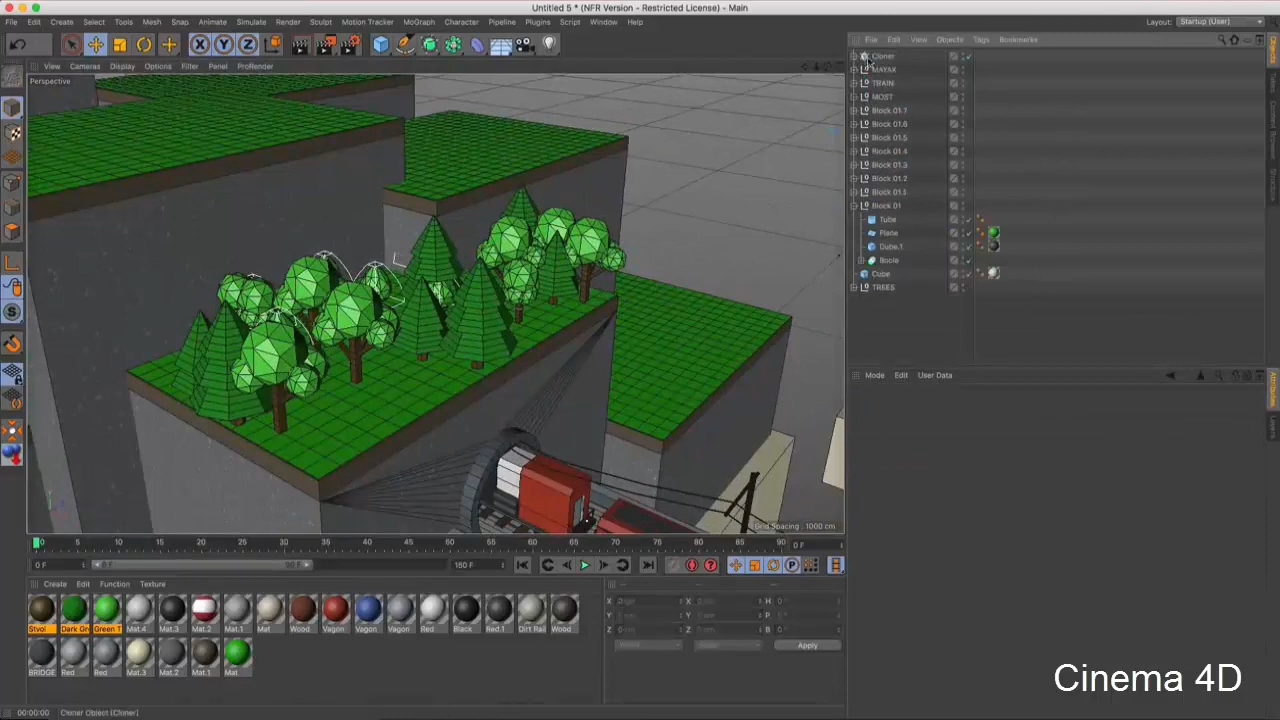 Untitled 5 * (NFR Version - Restricted License) - Main
File Edit Create Select Tools Mesh Snap Animate Simulate Render Sculpt Motion Tracker MoGraph Character Pipeline Plugins Script Window Help
Layout: Startup (User)
View Cameras Display Options Filter Panel ProRender
Perspective
File Edit View Objects Tags Bookmarks
Cloner
MAYAK
TRAIN
MOST
Block 01.7
Block 01.6
Block 01.5
Block 01.4
Block 01.3
Block 01.2
Block 01.1
Block 01
Tube
Plane
Cube.1
Boole
Cube
TREES
Objects
Mode Edit User Data
Attributes
Layers
Grid Spacing : 1000 cm
0 5 10 15 20 25 30 35 40 45 50 55 60 65 70 75 80 85 90 0 F
0 F 0 F 90 F 150 F
Create Edit Function Texture
Stvol Dark Gr Green T Mat.4 Mat.3 Mat.2 Mat.1 Mat Wood Vagon Vagon Vagon Red Black Red.1 Dirt Rail Wood
BRIDGE Red Red Mat.3 Mat.2 Mat.1 Mat
X X H
Y Y P
Z Z B
Apply
00:00:00 Cloner Object [Cloner]
Cinema 4D